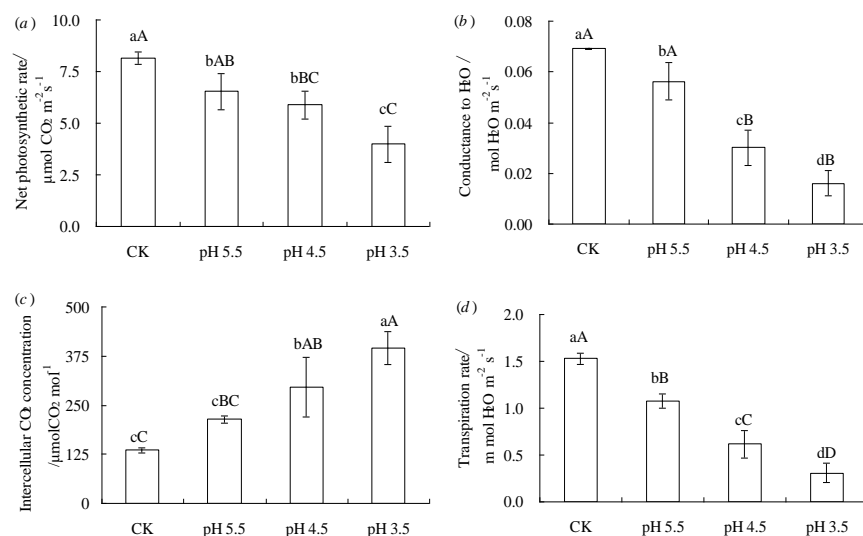 (a)
Net photosynthetic rate/
μmol CO₂ m⁻² s⁻¹
10.0
7.5
5.0
2.5
0.0
aA
bAB
bBC
cC
CK
pH 5.5
pH 4.5
pH 3.5
(b)
Conductance to H₂O /
mol H₂O m⁻² s⁻¹
0.08
0.06
0.04
0.02
0.00
aA
bA
cB
dB
CK
pH 5.5
pH 4.5
pH 3.5
(c)
Intercellular CO₂ concentration
/μmolCO₂ mol⁻¹
500
375
250
125
0
cC
cBC
bAB
aA
CK
pH 5.5
pH 4.5
pH 3.5
(d)
Transpiration rate/
m mol H₂O m⁻² s⁻¹
2.0
1.5
1.0
0.5
0.0
aA
bB
cC
dD
CK
pH 5.5
pH 4.5
pH 3.5